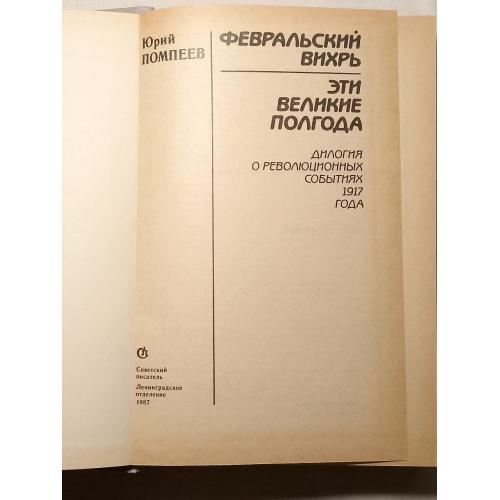 Юрий
ПОМПЕЕВ
ФЕВРАЛЬСКИЙ
ВИХРЬ
ЭТИ
ВЕЛИКИЕ
ПОЛГОДА
ДИЛОГИЯ
О РЕВОЛЮЦИОННЫХ
СОБЫТИЯХ
1917
ГОДА
Советский
писатель
Ленинградское
отделение
1987